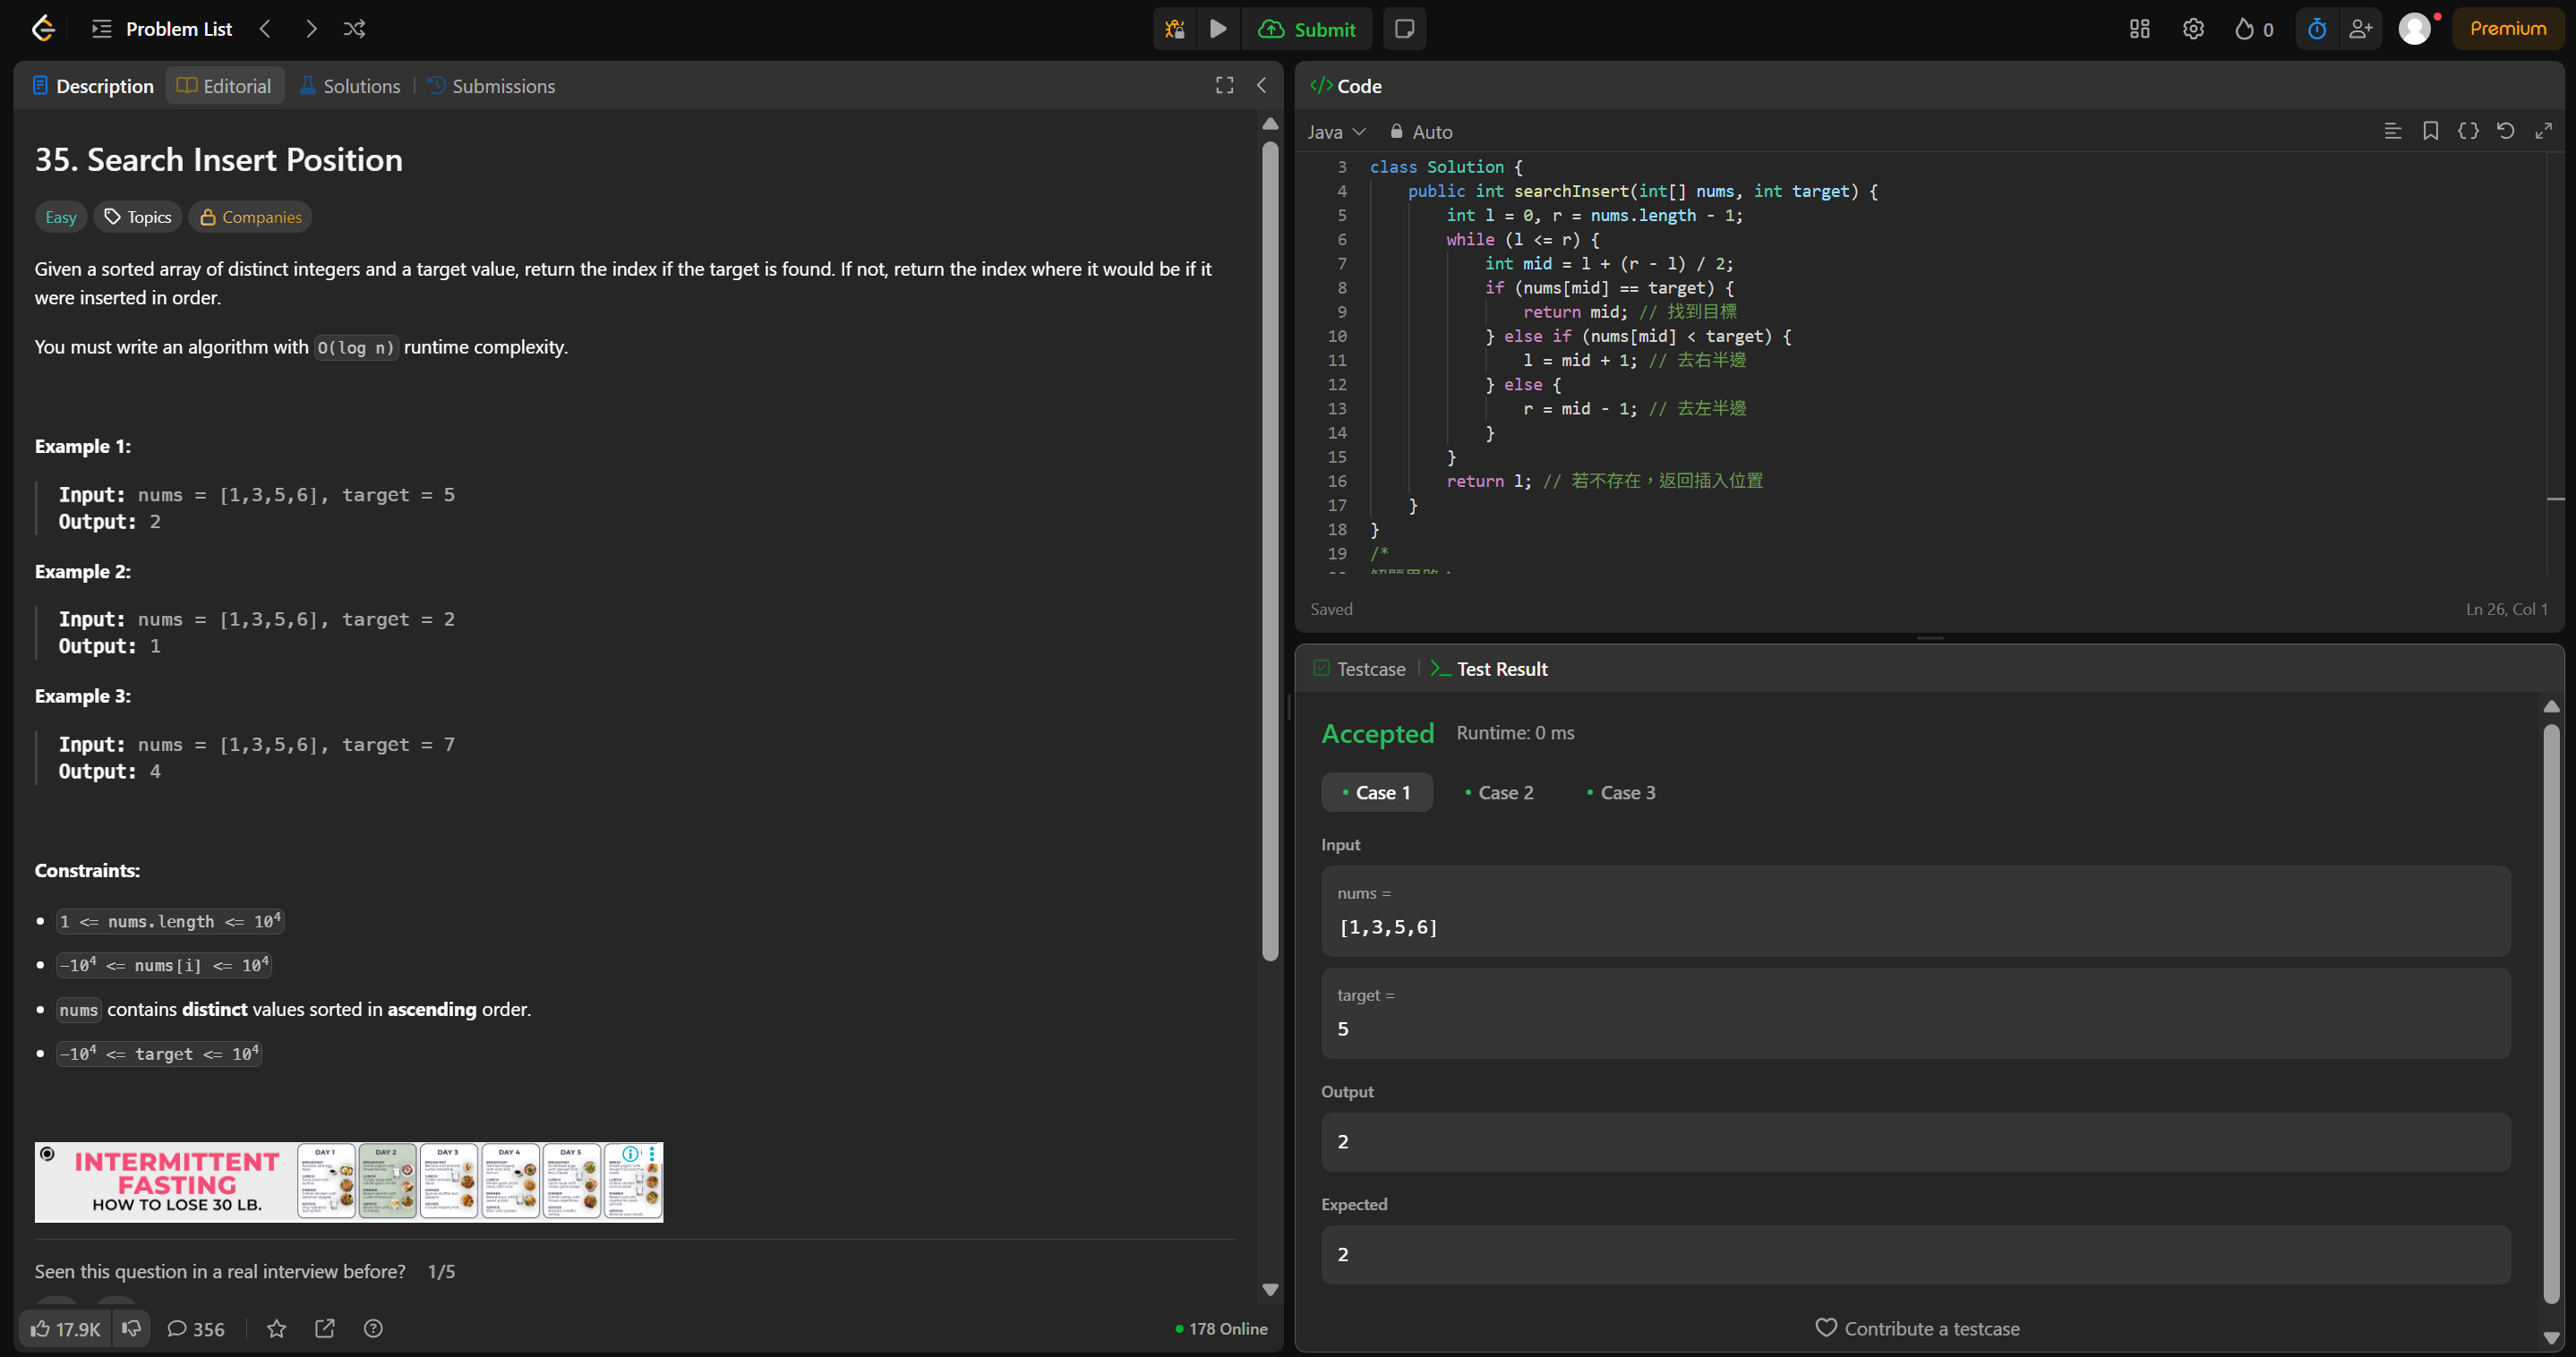 Problem List
Submit
0
Premium
Description
Editorial
Solutions
Submissions
35. Search Insert Position
Easy
Topics
Companies
Given a sorted array of distinct integers and a target value, return the index if the target is found. If not, return the index where it would be if it
were inserted in order.
You must write an algorithm with O(log n) runtime complexity.
Example 1:
Input: nums = [1,3,5,6], target = 5
Output: 2
Example 2:
Input: nums = [1,3,5,6], target = 2
Output: 1
Example 3:
Input: nums = [1,3,5,6], target = 7
Output: 4
Constraints:
1 <= nums.length <= 10⁴
-10⁴ <= nums[i] <= 10⁴
nums contains distinct values sorted in ascending order.
-10⁴ <= target <= 10⁴
INTERMITTENT
FASTING
HOW TO LOSE 30 LB.
DAY 1
DAY 2
DAY 3
DAY 4
DAY 5
Seen this question in a real interview before? 1/5
17.9K
356
178 Online
</> Code
Java
Auto
3 class Solution {
4 public int searchInsert(int[] nums, int target) {
5 int l = 0, r = nums.length - 1;
6 while (l <= r) {
7 int mid = l + (r - l) / 2;
8 if (nums[mid] == target) {
9 return mid; // 找到目標
10 } else if (nums[mid] < target) {
11 l = mid + 1; // 去右半邊
12 } else {
13 r = mid - 1; // 去左半邊
14 }
15 }
16 return l; // 若不存在，返回插入位置
17 }
18 }
19 /*
Saved
Ln 26, Col 1
Testcase
Test Result
Accepted
Runtime: 0 ms
Case 1
Case 2
Case 3
Input
nums =
[1,3,5,6]
target =
5
Output
2
Expected
2
Contribute a testcase